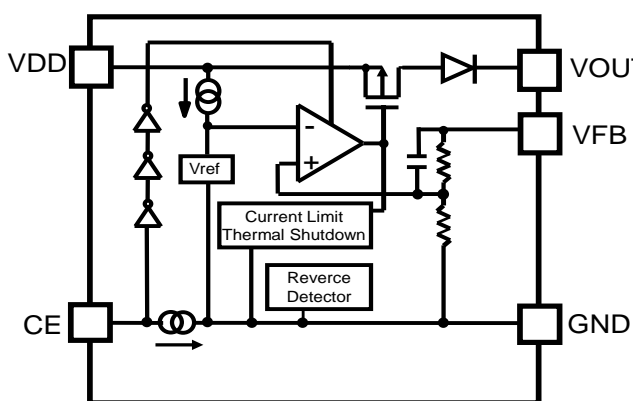 VDD
VOUT
VFB
-
+
Vref
Current Limit
Thermal Shutdown
Reverce
Detector
CE
GND